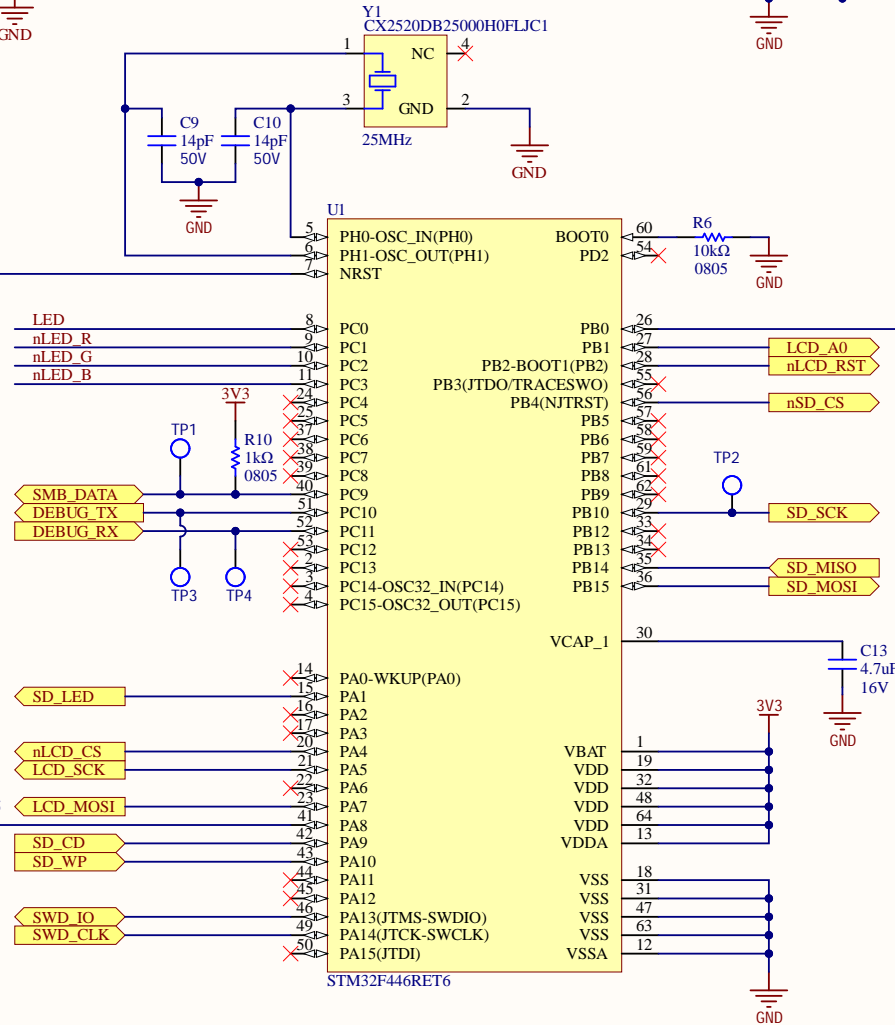 GND
GND
Y1
CX2520DB25000H0FLJC1
1
NC
4
3
GND
2
25MHz
GND
C9
14pF
50V
C10
14pF
50V
GND
U1
5
PH0-OSC_IN(PH0)
6
PH1-OSC_OUT(PH1)
7
NRST
BOOT0
60
PD2
54
R6
10kΩ
0805
GND
LED
8
PC0
nLED_R
9
PC1
nLED_G
10
PC2
nLED_B
11
PC3
24
PC4
25
PC5
37
PC6
38
PC7
39
PC8
40
PC9
51
PC10
52
PC11
53
PC12
2
PC13
3
PC14-OSC32_IN(PC14)
4
PC15-OSC32_OUT(PC15)
3V3
R10
1kΩ
0805
TP1
SMB_DATA
DEBUG_TX
DEBUG_RX
TP3
TP4
PB0
26
PB1
27
LCD_A0
PB2-BOOT1(PB2)
28
nLCD_RST
PB3(JTDO/TRACESWO)
55
PB4(NJTRST)
56
nSD_CS
PB5
57
PB6
58
PB7
59
PB8
61
PB9
62
PB10
29
TP2
SD_SCK
PB12
33
PB13
34
PB14
35
SD_MISO
PB15
36
SD_MOSI
VCAP_1
30
C13
4.7uF
16V
GND
14
PA0-WKUP(PA0)
SD_LED
15
PA1
16
PA2
17
PA3
nLCD_CS
20
PA4
LCD_SCK
21
PA5
22
PA6
LCD_MOSI
23
PA7
41
PA8
SD_CD
42
PA9
SD_WP
43
PA10
44
PA11
45
PA12
SWD_IO
46
PA13(JTMS-SWDIO)
SWD_CLK
49
PA14(JTCK-SWCLK)
50
PA15(JTDI)
3V3
VBAT
1
VDD
19
VDD
32
VDD
48
VDD
64
VDDA
13
VSS
18
VSS
31
VSS
47
VSS
63
VSSA
12
GND
STM32F446RET6